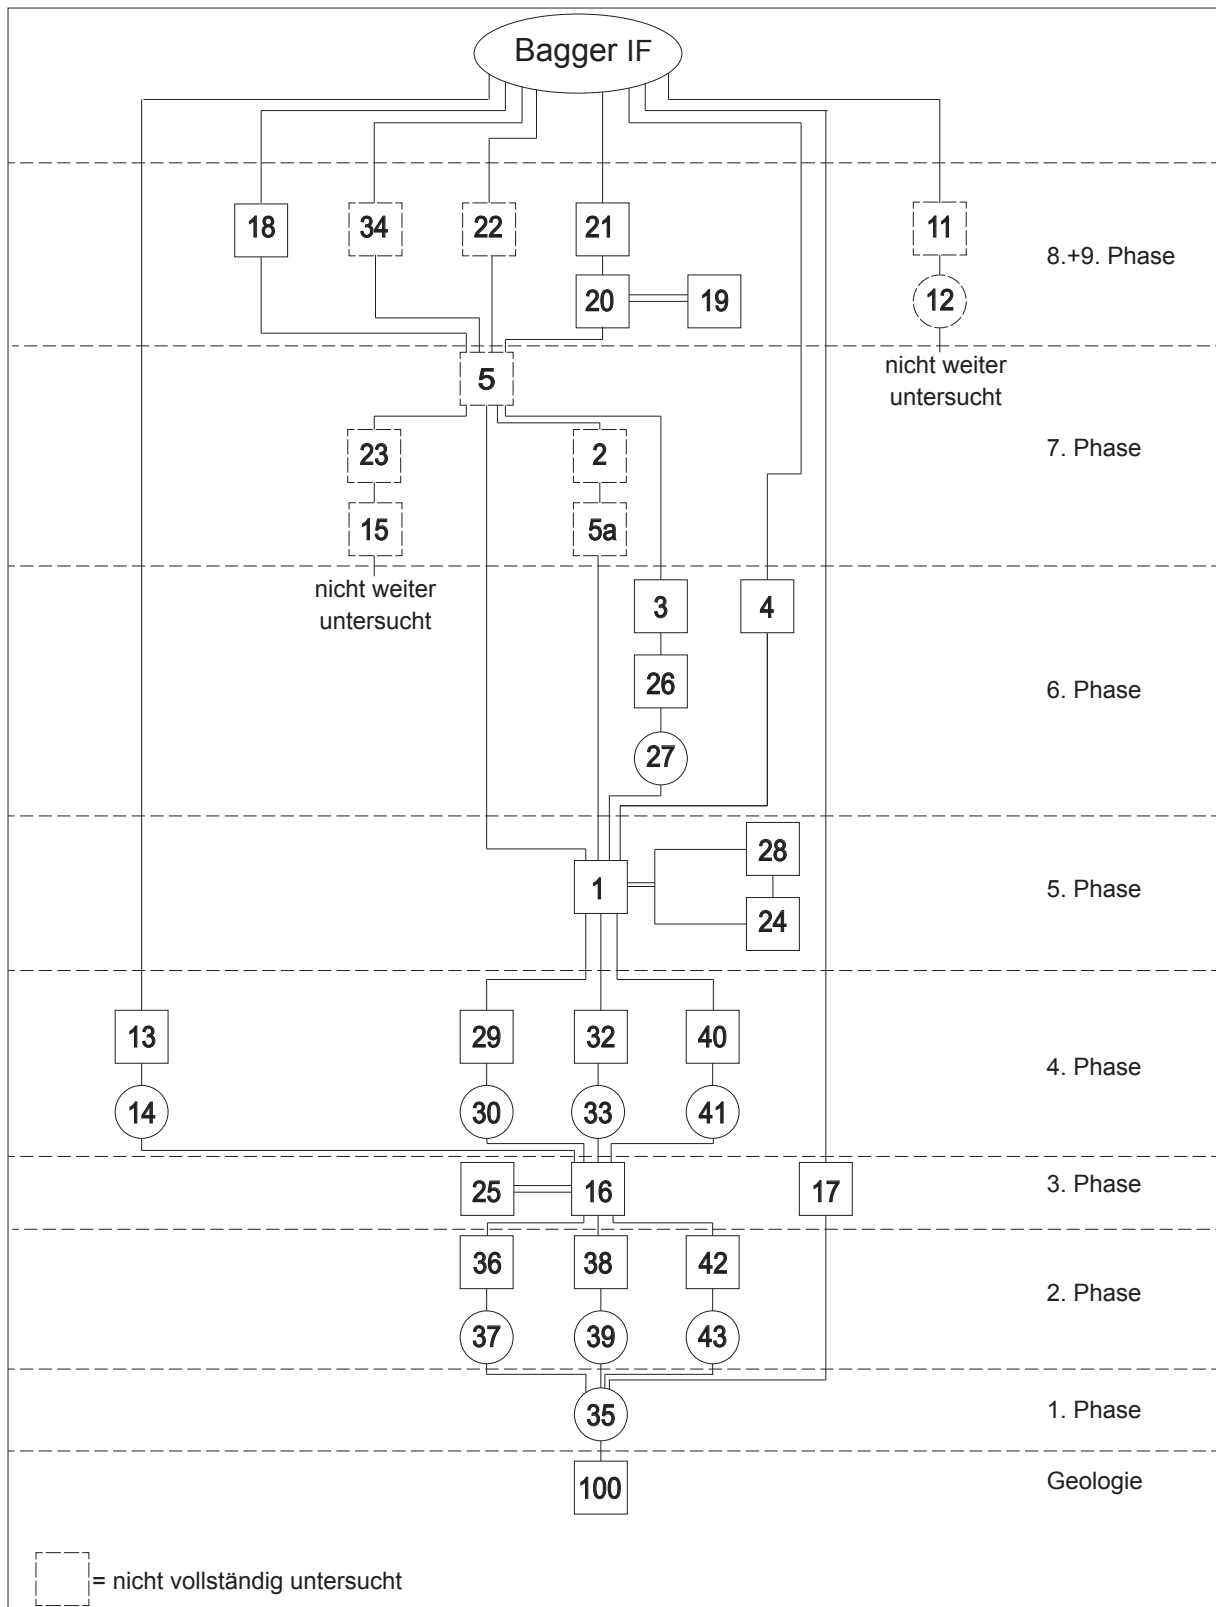 Bagger IF
18
34
22
21
11
8.+9. Phase
20
19
12
nicht weiter
untersucht
5
23
2
7. Phase
15
5a
nicht weiter
untersucht
3
4
26
6. Phase
27
28
1
5. Phase
24
13
29
32
40
4. Phase
14
30
33
41
25
16
17
3. Phase
36
38
42
2. Phase
37
39
43
35
1. Phase
100
Geologie
= nicht vollständig untersucht